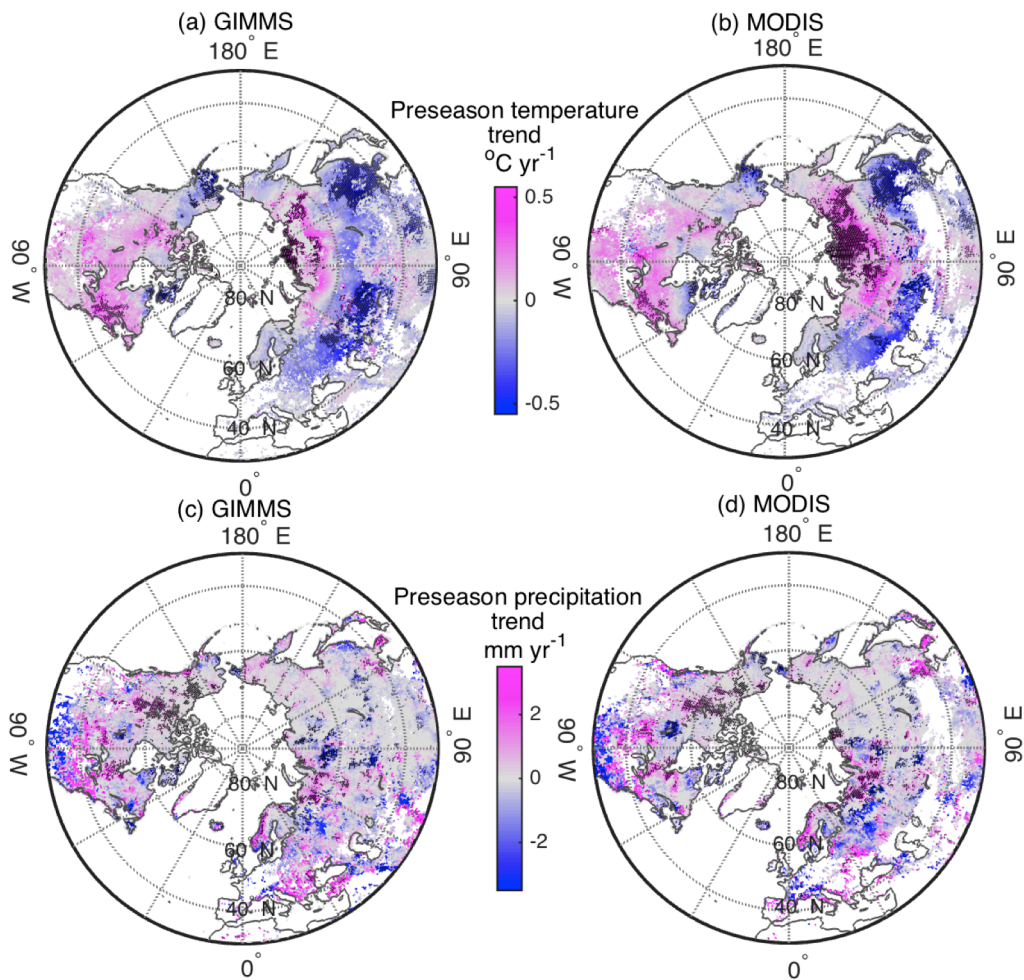 (a) GIMMS
180° E
90° W
90° E
80° N
60° N
40° N
0°
Preseason temperature
trend
°C yr-1
0.5
0
-0.5
(b) MODIS
180° E
90° W
90° E
80° N
60° N
40° N
0°
(c) GIMMS
180° E
90° W
90° E
80° N
60° N
40° N
0°
Preseason precipitation
trend
mm yr-1
2
0
-2
(d) MODIS
180° E
90° W
90° E
80° N
60° N
40° N
0°